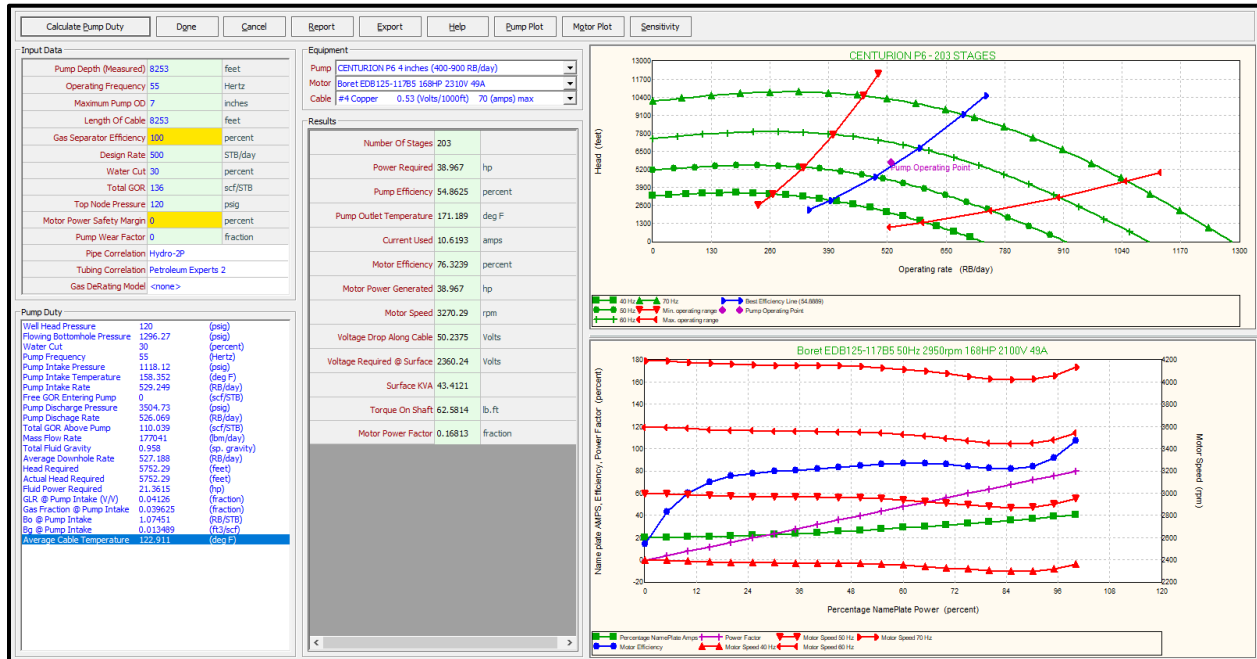 Calculate Pump Duty Done Cancel Report Export Help Pump Plot Motor Plot Sensitivity
Input Data
Pump Depth (Measured) 8253 feet
Operating Frequency 55 Hertz
Maximum Pump OD 7 inches
Length Of Cable 8253 feet
Gas Separator Efficiency 100 percent
Design Rate 500 STB/day
Water Cut 30 percent
Total GOR 136 scf/STB
Top Node Pressure 120 psig
Motor Power Safety Margin 0 percent
Pump Wear Factor 0 fraction
Pipe Correlation Hydro-2P
Tubing Correlation Petroleum Experts 2
Gas DeRating Model <none>
Pump Duty
Well Head Pressure 120 (psig)
Flowing Bottomhole Pressure 1296.27 (psig)
Water Cut 30 (percent)
Pump Frequency 55 (Hertz)
Pump Intake Pressure 1118.12 (psig)
Pump Intake Temperature 158.352 (deg F)
Pump Intake Rate 529.249 (RB/day)
Free GOR Entering Pump 0 (scf/STB)
Pump Discharge Pressure 3504.73 (psig)
Pump Dischage Rate 526.069 (RB/day)
Total GOR Above Pump 110.039 (scf/STB)
Mass Flow Rate 177041 (lbm/day)
Total Fluid Gravity 0.958 (sp. gravity)
Average Downhole Rate 527.188 (RB/day)
Head Required 5752.29 (feet)
Actual Head Required 5752.29 (feet)
Fluid Power Required 21.3615 (hp)
GLR @ Pump Intake (V/V) 0.04126 (fraction)
Gas Fraction @ Pump Intake 0.039625 (fraction)
Bo @ Pump Intake 1.07451 (RB/STB)
Bg @ Pump Intake 0.013489 (ft3/scf)
Average Cable Temperature 122.911 (deg F)
Equipment
Pump CENTURION P6 4 inches (400-900 RB/day)
Motor Boret EDB125-117B5 168HP 2310V 49A
Cable #4 Copper 0.53 (Volts/1000ft) 70 (amps) max
Results
Number Of Stages 203
Power Required 38.967 hp
Pump Efficiency 54.8625 percent
Pump Outlet Temperature 171.189 deg F
Current Used 10.6193 amps
Motor Efficiency 76.3239 percent
Motor Power Generated 38.967 hp
Motor Speed 3270.29 rpm
Voltage Drop Along Cable 50.2375 Volts
Voltage Required @ Surface 2360.24 Volts
Surface KVA 43.4121
Torque On Shaft 62.5814 lb.ft
Motor Power Factor 0.16813 fraction
CENTURION P6 - 203 STAGES
Head (feet)
13000
11700
10400
9100
7800
6500
5200
3900
2600
1300
0
Pump Operating Point
0 130 260 390 520 650 780 910 1040 1170 1300
Operating rate (RB/day)
40 Hz 70 Hz Best Efficiency Line (54.8889)
50 Hz Min. operating range Pump Operating Point
60 Hz Max. operating range
Boret EDB125-117B5 50Hz 2950rpm 168HP 2100V 49A
Name plate AMPS, Efficiency, Power Factor (percent)
180
160
140
120
100
80
60
40
20
0
-20
4200
4000
3800
3600
3400
3200
3000
2800
2600
2400
2200
Motor Speed (rpm)
0 12 24 36 48 60 72 84 96 108 120
Percentage NamePlate Power (percent)
Percentage NamePlate Amps Power Factor Motor Speed 50 Hz Motor Speed 70 Hz
Motor Efficiency Motor Speed 40 Hz Motor Speed 60 Hz